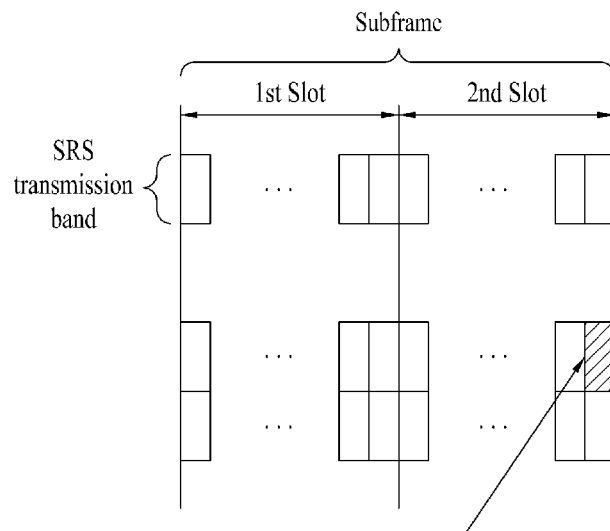 Subframe
1st Slot
2nd Slot
SRS
transmission
band
. . .
. . .
. . .
. . .
. . .
. . .